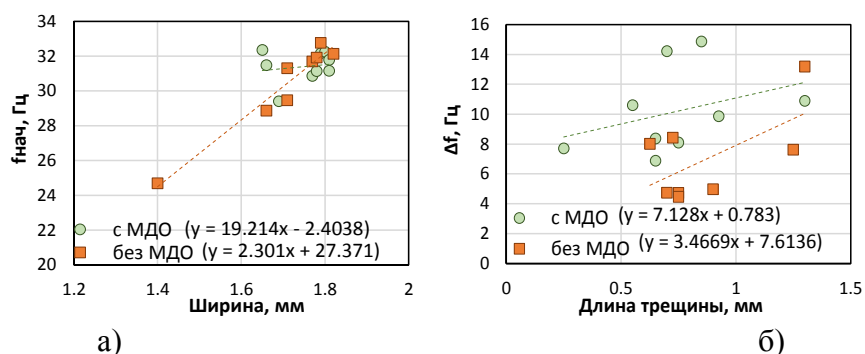 34
32
30
28
26
24
22
20
fнач, Гц
с МДО (y = 19.214x - 2.4038)
без МДО (y = 2.301x + 27.371)
1.2 1.4 1.6 1.8 2
Ширина, мм
а)
16
14
12
10
8
6
4
2
0
Δf, Гц
с МДО (y = 7.128x + 0.783)
без МДО (y = 3.4669x + 7.6136)
0 0.5 1 1.5
Длина трещины, мм
б)